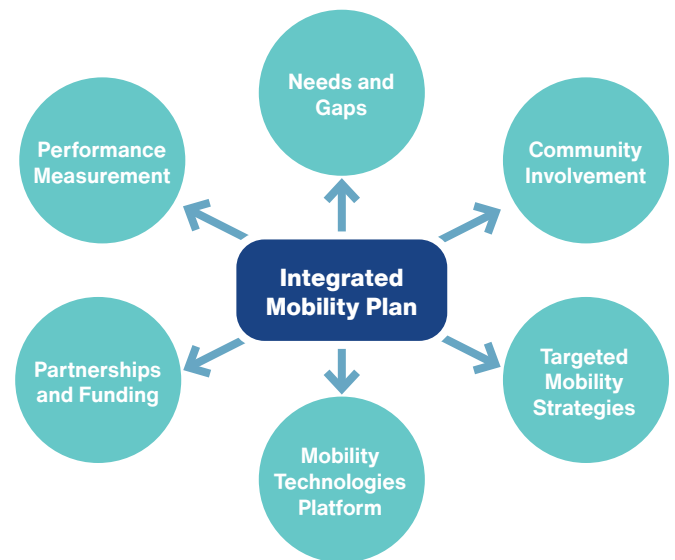 Needs and
Gaps
Performance
Measurement
Community
Involvement
Integrated
Mobility Plan
Partnerships
and Funding
Targeted
Mobility
Strategies
Mobility
Technologies
Platform